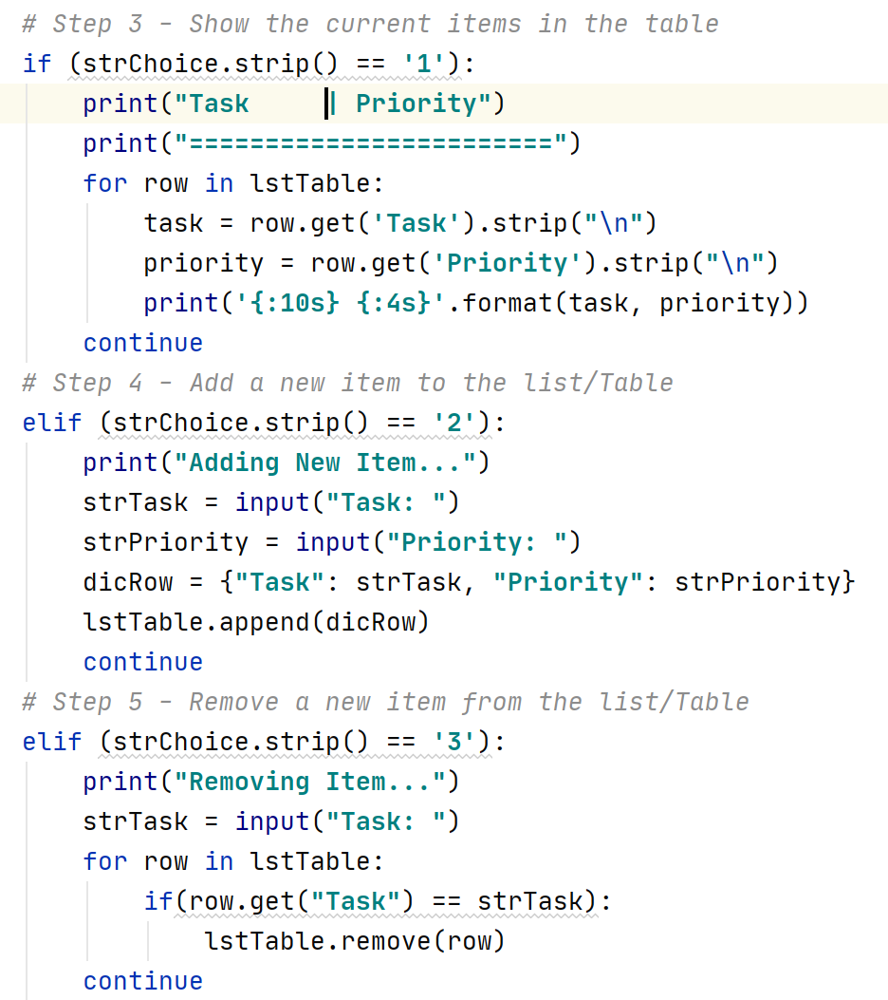 # Step 3 - Show the current items in the table
if (strChoice.strip() == '1'):
    print("Task     | Priority")
    print("========================")
    for row in lstTable:
        task = row.get('Task').strip("\n")
        priority = row.get('Priority').strip("\n")
        print('{:10s} {:4s}'.format(task, priority))
    continue
# Step 4 - Add a new item to the list/Table
elif (strChoice.strip() == '2'):
    print("Adding New Item...")
    strTask = input("Task: ")
    strPriority = input("Priority: ")
    dicRow = {"Task": strTask, "Priority": strPriority}
    lstTable.append(dicRow)
    continue
# Step 5 - Remove a new item from the list/Table
elif (strChoice.strip() == '3'):
    print("Removing Item...")
    strTask = input("Task: ")
    for row in lstTable:
        if(row.get("Task") == strTask):
            lstTable.remove(row)
    continue